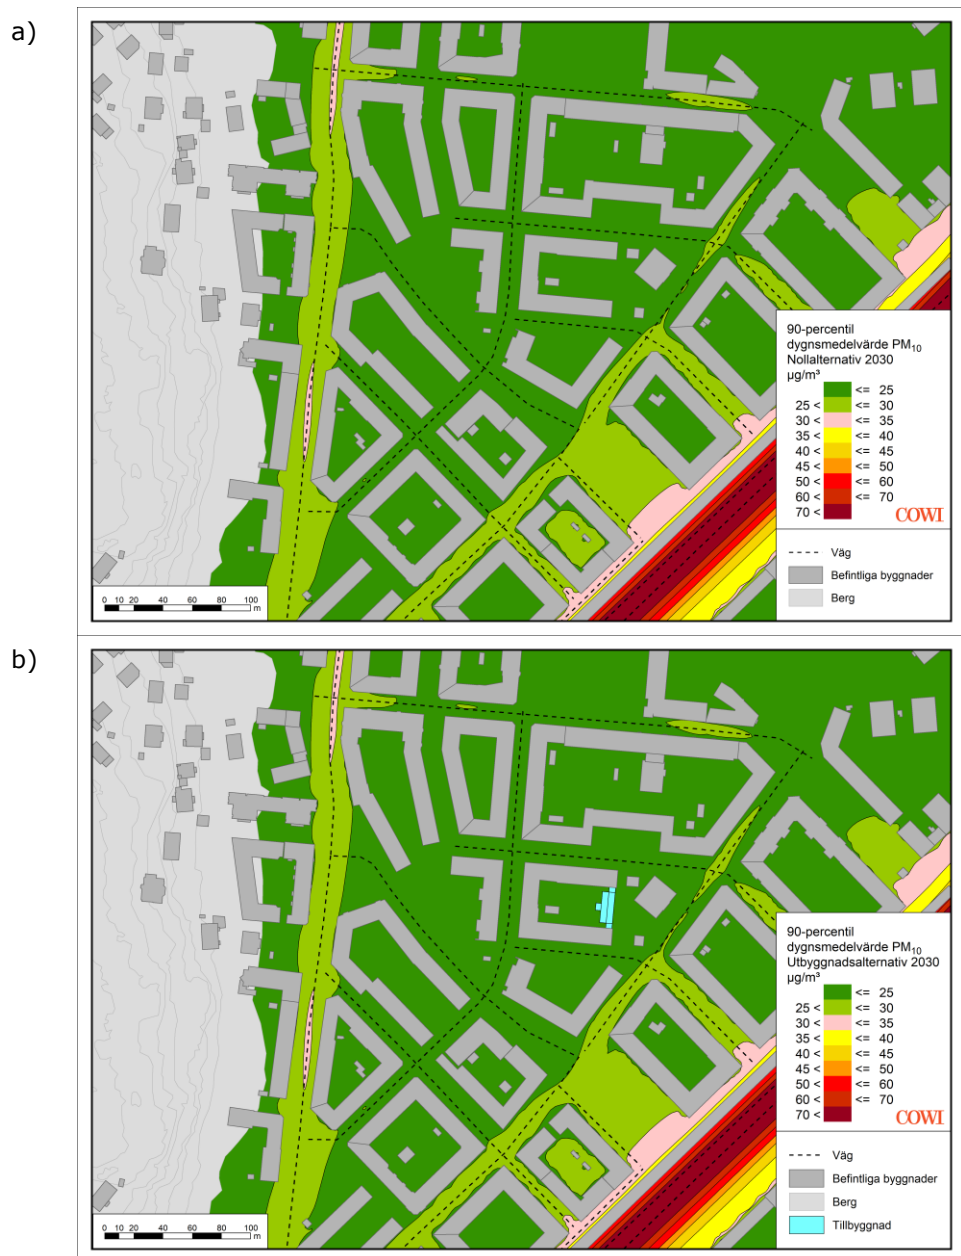 a)
90-percentil
dygnsmedelvärde PM₁₀
Nollalternativ 2030
µg/m³
<= 25
25 < <= 30
30 < <= 35
35 < <= 40
40 < <= 45
45 < <= 50
50 < <= 60
60 < <= 70
70 <
COWI
Väg
Befintliga byggnader
Berg
0 10 20 40 60 80 100
m
b)
90-percentil
dygnsmedelvärde PM₁₀
Utbyggnadsalternativ 2030
µg/m³
<= 25
25 < <= 30
30 < <= 35
35 < <= 40
40 < <= 45
45 < <= 50
50 < <= 60
60 < <= 70
70 <
COWI
Väg
Befintliga byggnader
Berg
Tillbyggnad
0 10 20 40 60 80 100
m